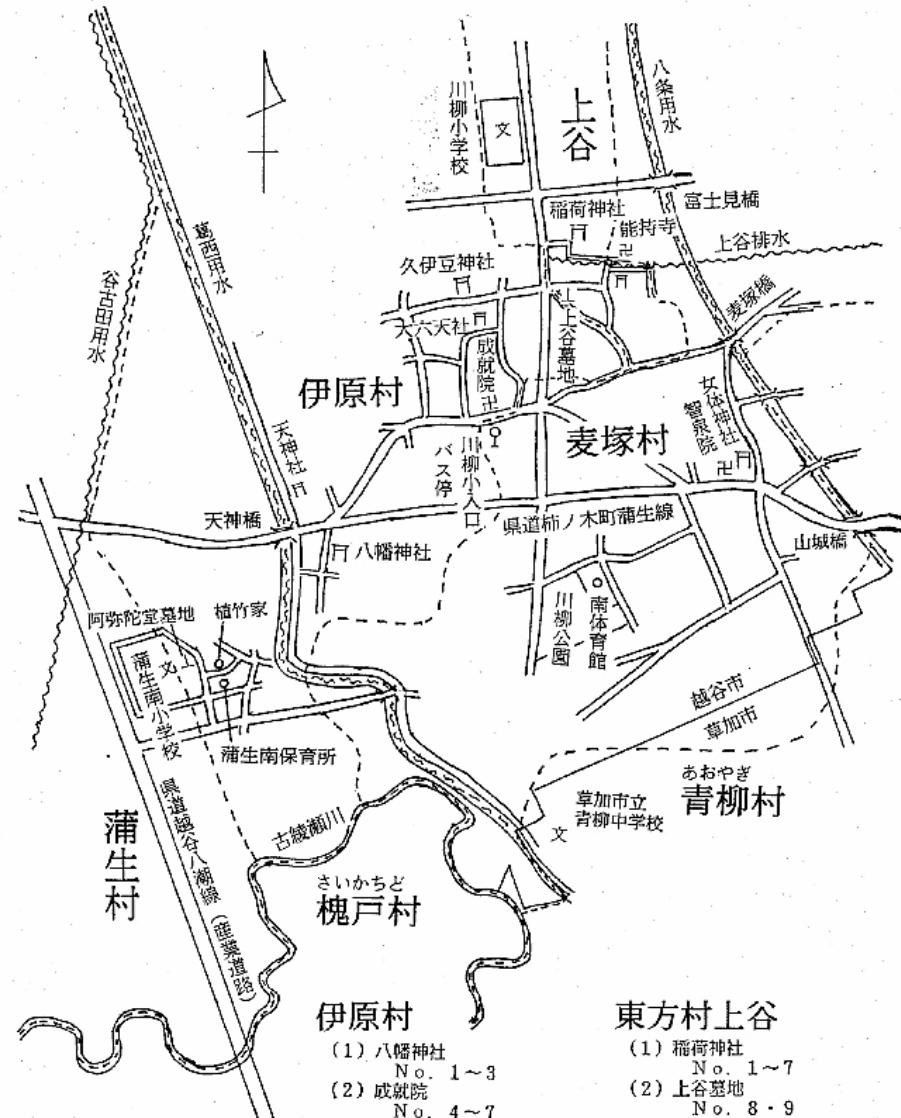 川柳小学校
文
上谷
八条用水
富士見橋
稲荷神社
能持寺
上谷排水
葛西用水
久伊豆神社
谷古田用水
大六天社
成就院
上谷墓地
麦塚橋
伊原村
天神社
バス停
川柳小入口
麦塚村
女体神社
智泉院
天神橋
県道柿ノ木町蒲生線
八幡神社
山城橋
阿弥陀堂墓地
植竹家
川柳公園
南体育館
文
蒲生南小学校
越谷市
草加市
蒲生南保育所
あおやぎ
青柳村
県道越谷八潮線(産業道路)
草加市立
青柳中学校
文
古綾瀬川
蒲生村
さいかちど
槐戸村
伊原村
(1) 八幡神社
No. 1~3
(2) 成就院
No. 4~7
東方村上谷
(1) 稲荷神社
No. 1~7
(2) 上谷墓地
No. 8・9